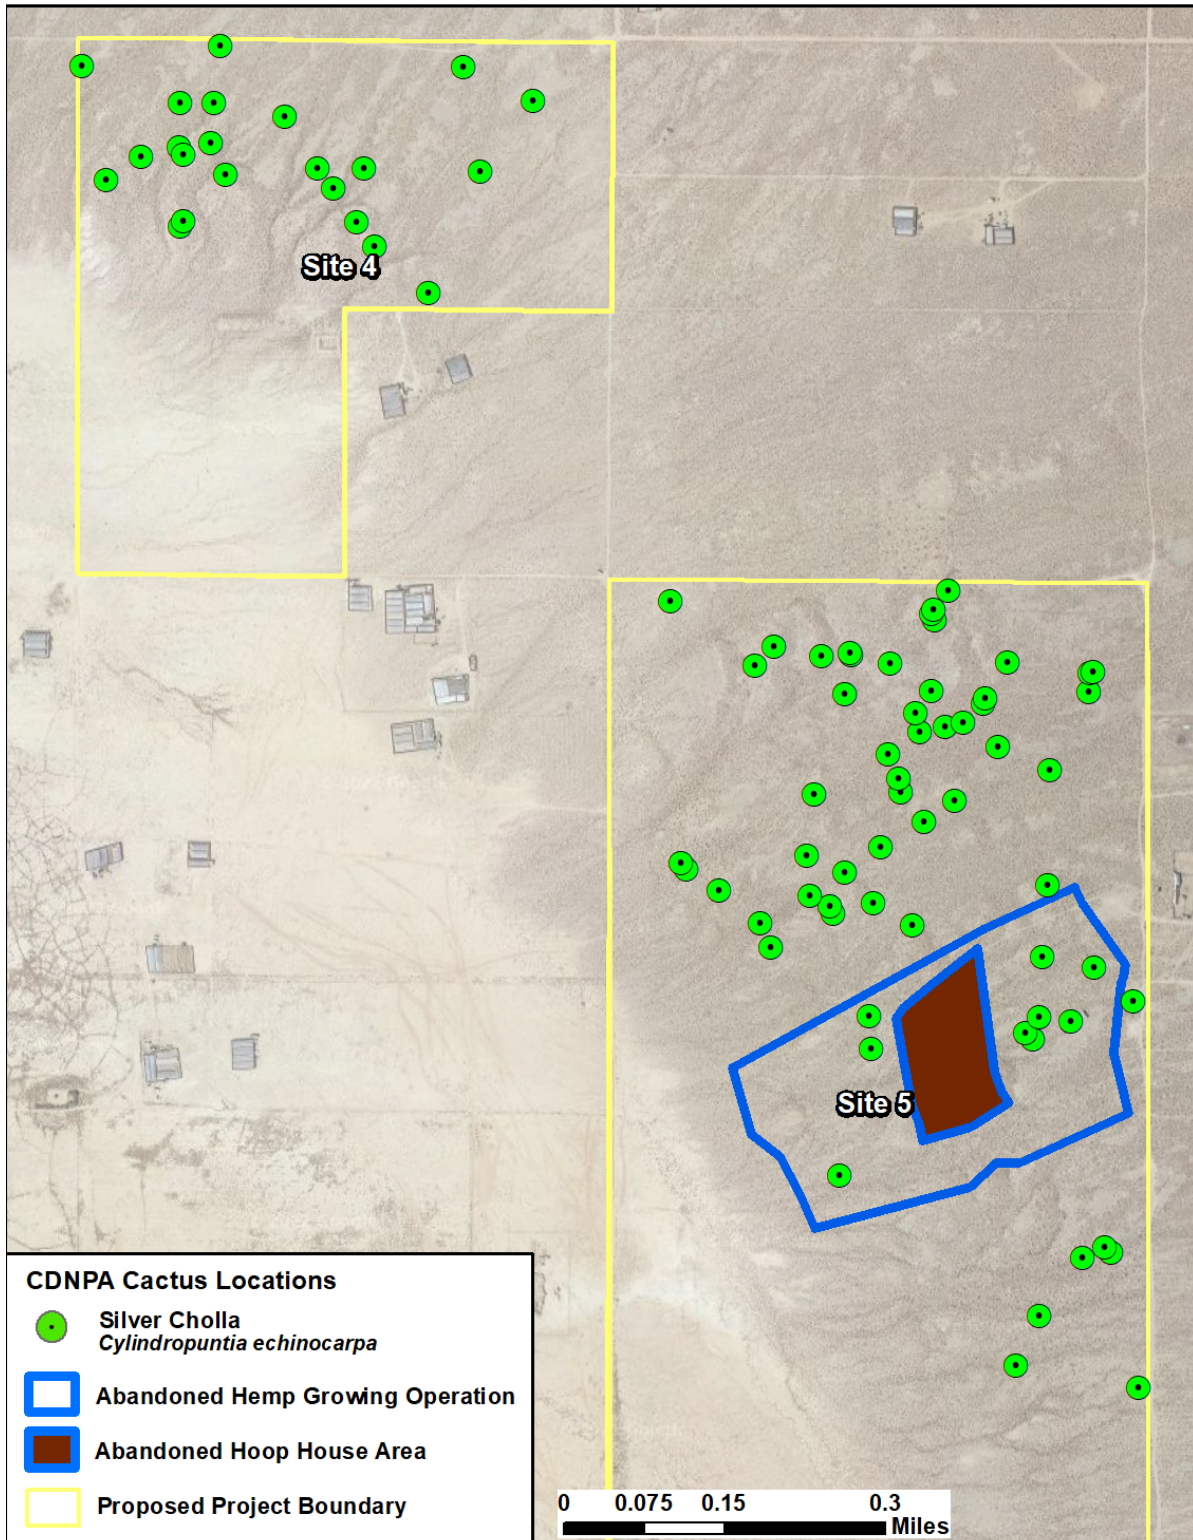 Site 4
Site 5
CDNPA Cactus Locations
Silver Cholla
Cylindropuntia echinocarpa
Abandoned Hemp Growing Operation
Abandoned Hoop House Area
Proposed Project Boundary
0 0.075 0.15 0.3
Miles